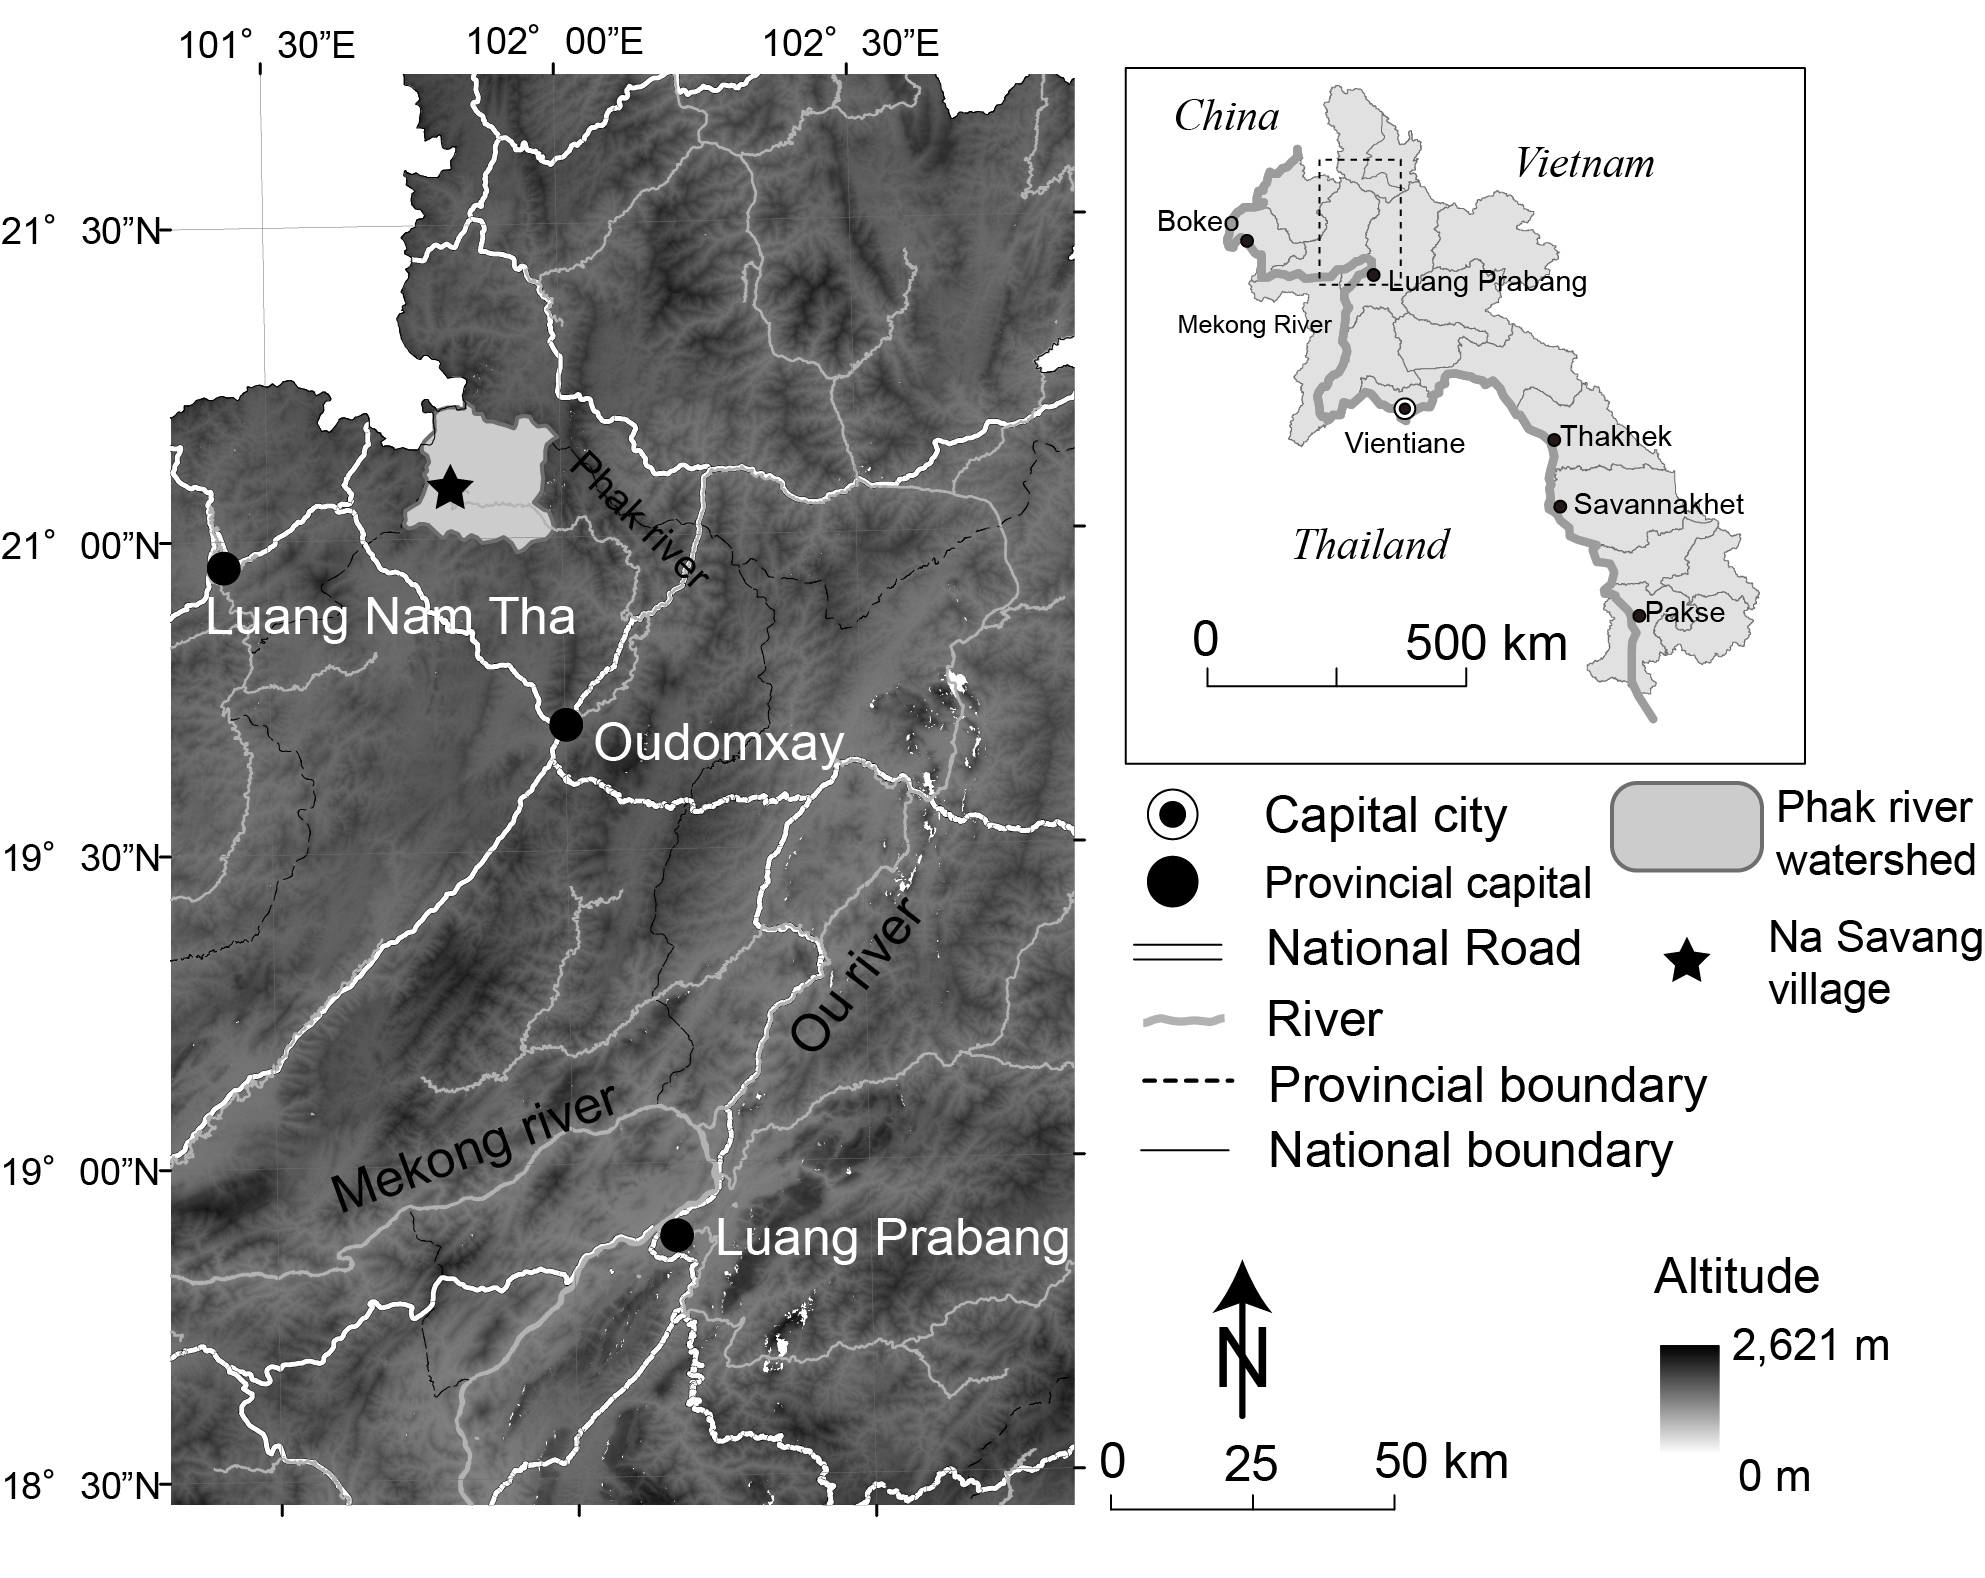 101° 30”E
102° 00”E
102° 30”E
21° 30”N
21° 00”N
19° 30”N
19° 00”N
18° 30”N
Phak river
Luang Nam Tha
Oudomxay
Ou river
Mekong river
Luang Prabang
China
Vietnam
Bokeo
Luang Prabang
Mekong River
Vientiane
Thakhek
Savannakhet
Thailand
Pakse
0 500 km
Capital city
Provincial capital
National Road
River
Provincial boundary
National boundary
Phak river
watershed
Na Savang
village
N
0 25 50 km
Altitude
2,621 m
0 m